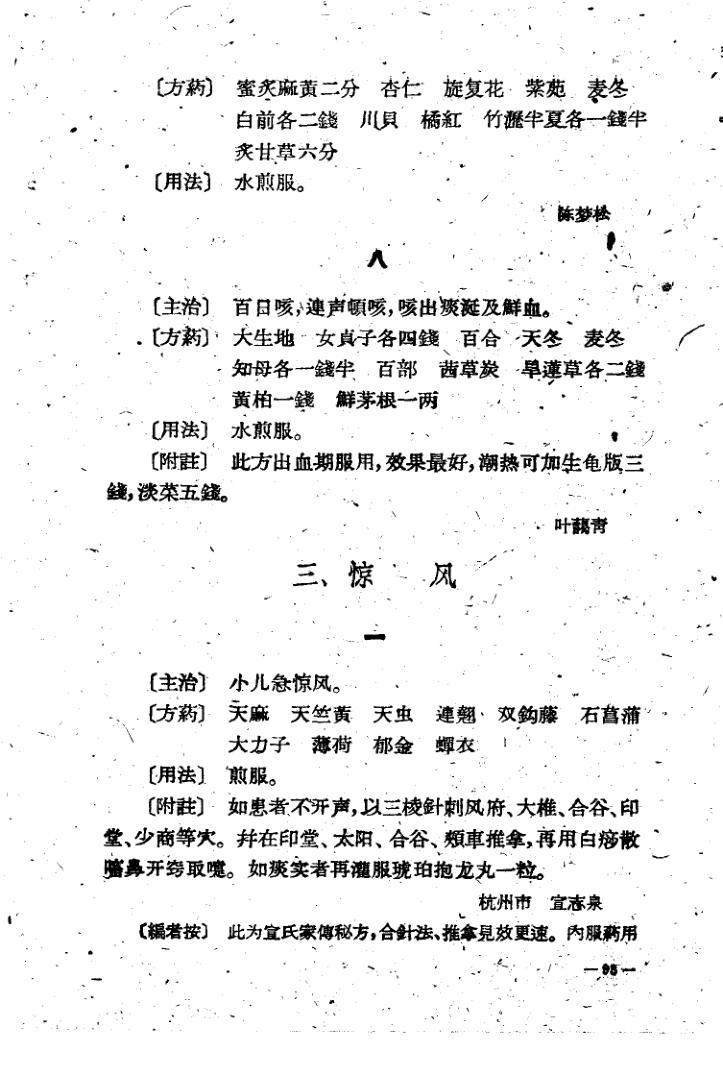 〔方葯〕 蜜炙麻黃二分 杏仁 旋复花 紫苑 麦冬
白前各二錢 川貝 橘紅 竹瀝半夏各一錢半
炙甘草六分
〔用法〕 水煎服。
陈梦松
八
〔主治〕 百日咳,連声頓咳,咳出痰涎及鮮血。
〔方葯〕 大生地 女貞子各四錢 百合 天冬 麦冬
知母各一錢半 百部 茜草炭 旱蓮草各二錢
黃柏一錢 鮮茅根一两
〔用法〕 水煎服。
〔附註〕 此方出血期服用,效果最好,潮热可加生龟版三
錢,淡菜五錢。
叶藹青
三、惊 风
一
〔主治〕 小儿急惊风。
〔方葯〕 天麻 天竺黃 天虫 連翹 双鈎藤 石菖蒲
大力子 薄荷 郁金 蟬衣
〔用法〕 煎服。
〔附註〕 如患者不开声,以三棱針刺风府、大椎、合谷、印
堂、少商等穴。幷在印堂、太阳、合谷、頰車推拿,再用白痧散
㗜鼻开窍取嚏。如痰实者再灌服琥珀抱龙丸一粒。
杭州市 宣志泉
〔編者按〕 此为宣氏家傳秘方,合針法、推拿見效更速。內服葯用
—95—